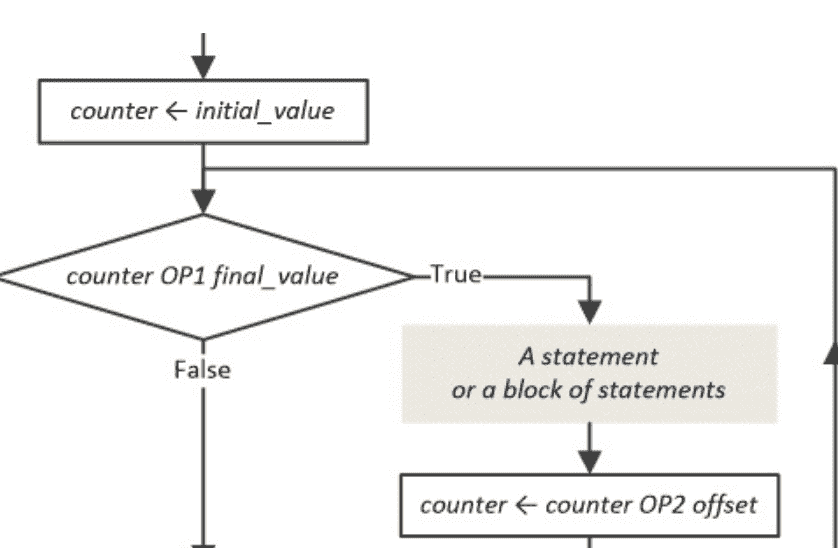 counter ← initial_value
counter OP1 final_value
True
False
A statement
or a block of statements
counter ← counter OP2 offset